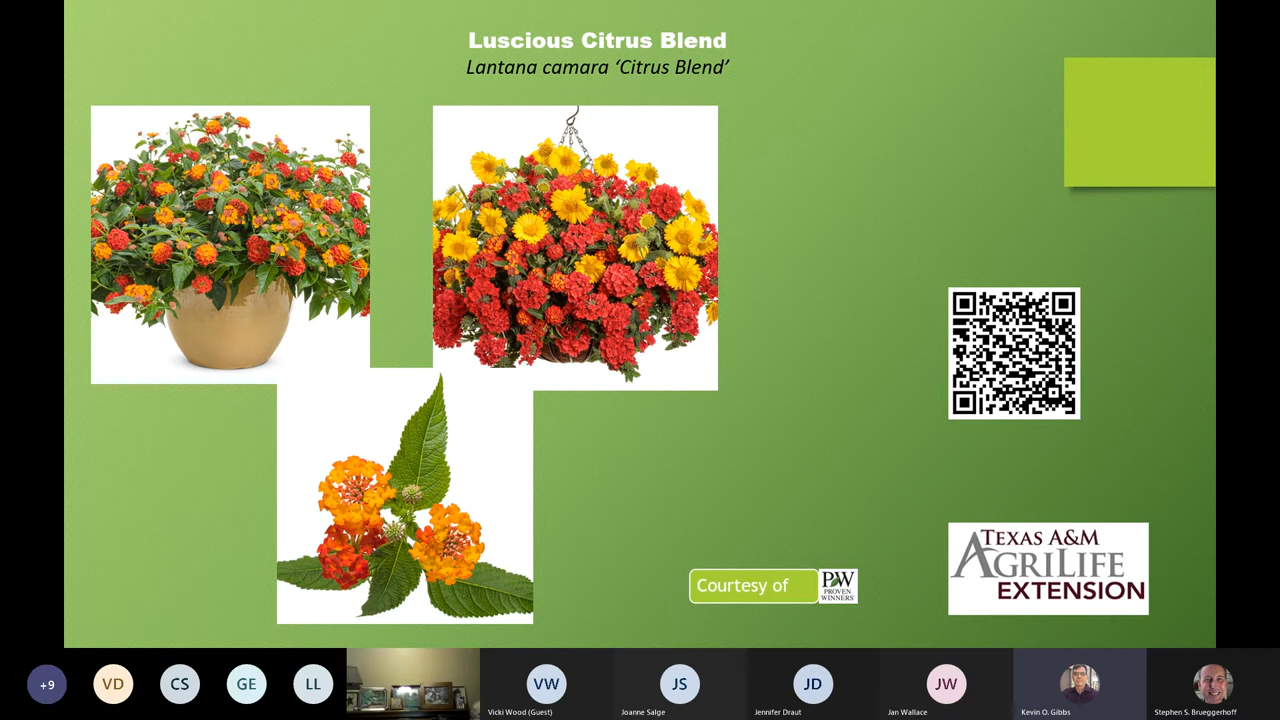 Luscious Citrus Blend
Lantana camara ‘Citrus Blend’
Courtesy of
PW
PROVEN
WINNERS®
TEXAS A&M
AGRILIFE
EXTENSION
+9
VD
CS
GE
LL
VW
JS
JD
JW
Vicki Wood (Guest)
Joanne Salge
Jennifer Draut
Jan Wallace
Kevin O. Gibbs
Stephen S. Brueggerhoff